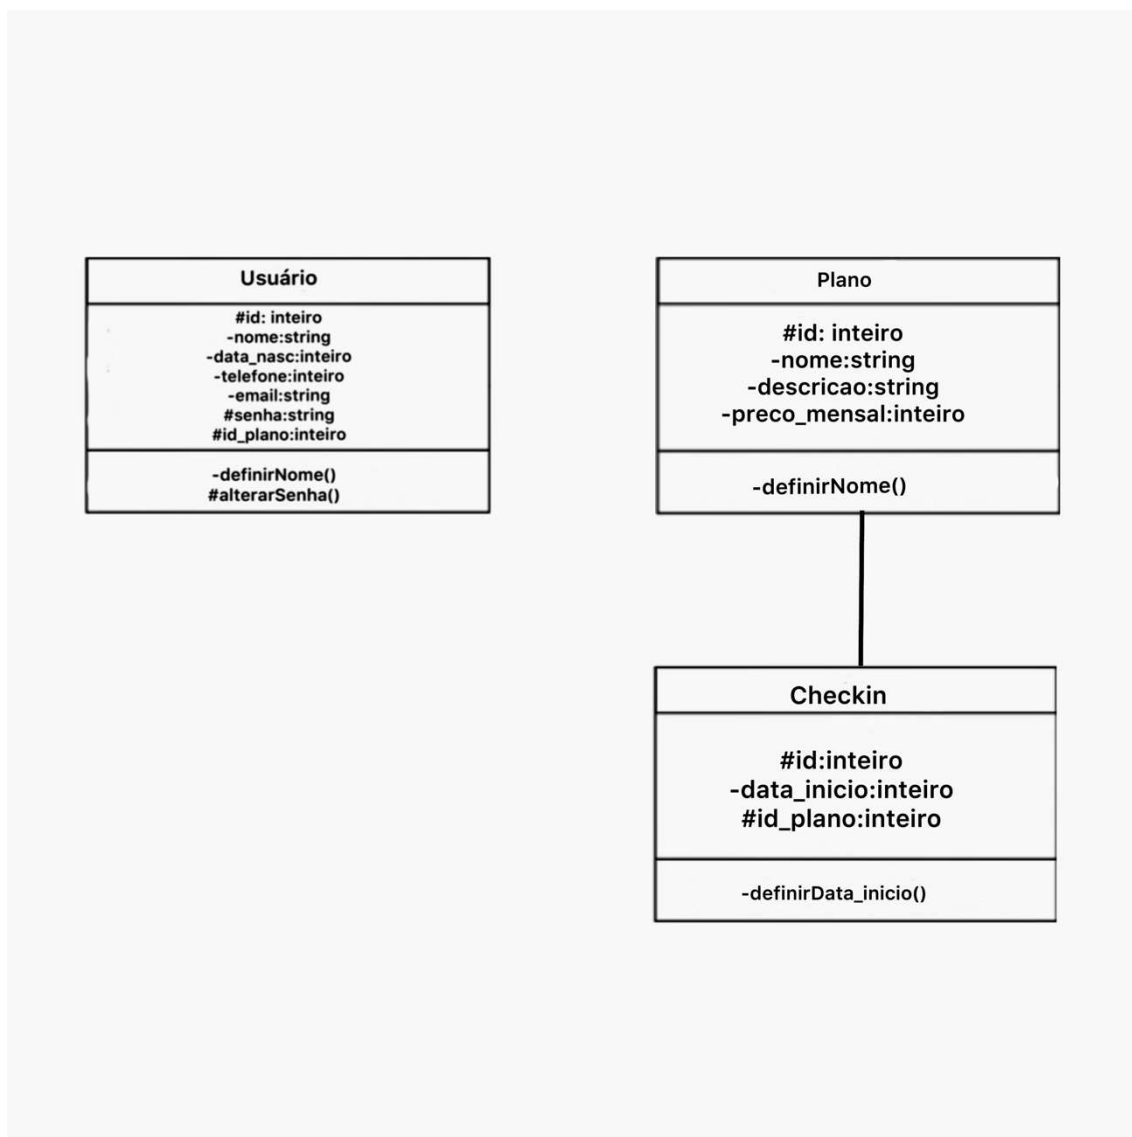 Usuário
#id: inteiro
-nome:string
-data_nasc:inteiro
-telefone:inteiro
-email:string
#senha:string
#id_plano:inteiro
-definirNome()
#alterarSenha()
Plano
#id: inteiro
-nome:string
-descricao:string
-preco_mensal:inteiro
-definirNome()
Checkin
#id:inteiro
-data_inicio:inteiro
#id_plano:inteiro
-definirData_inicio()